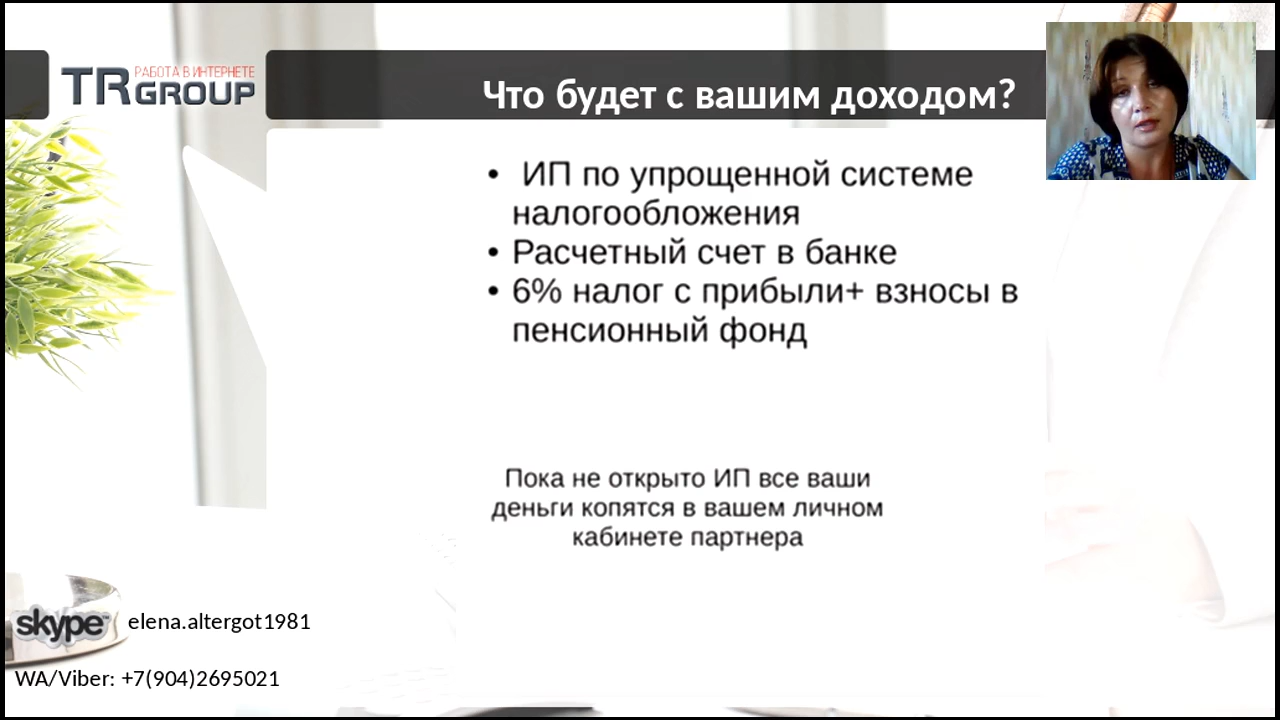 РАБОТА В ИНТЕРНЕТЕ
TR GROUP
Что будет с вашим доходом?
• ИП по упрощенной системе
налогообложения
• Расчетный счет в банке
• 6% налог с прибыли+ взносы в
пенсионный фонд
Пока не открыто ИП все ваши
деньги копятся в вашем личном
кабинете партнера
skype™ elena.altergot1981
WA/Viber: +7(904)2695021